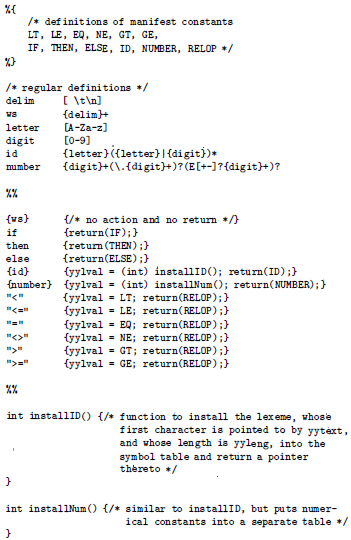 %{
/* definitions of manifest constants
LT, LE, EQ, NE, GT, GE,
IF, THEN, ELSE, ID, NUMBER, RELOP */
%}
/* regular definitions */
delim [ \t\n]
ws {delim}+
letter [A-Za-z]
digit [0-9]
id {letter}({letter}|{digit})*
number {digit}+(\.{digit}+)?(E[+-]?{digit}+)?
%%
{ws} {/* no action and no return */}
if {return(IF);}
then {return(THEN);}
else {return(ELSE);}
{id} {yylval = (int) installID(); return(ID);}
{number} {yylval = (int) installNum(); return(NUMBER);}
"<" {yylval = LT; return(RELOP);}
"<=" {yylval = LE; return(RELOP);}
"=" {yylval = EQ; return(RELOP);}
"<>" {yylval = NE; return(RELOP);}
">" {yylval = GT; return(RELOP);}
">=" {yylval = GE; return(RELOP);}
%%
int installID() {/* function to install the lexeme, whose
first character is pointed to by yytext,
and whose length is yyleng, into the
symbol table and return a pointer
thereto */
}
int installNum() {/* similar to installID, but puts numer-
ical constants into a separate table */
}